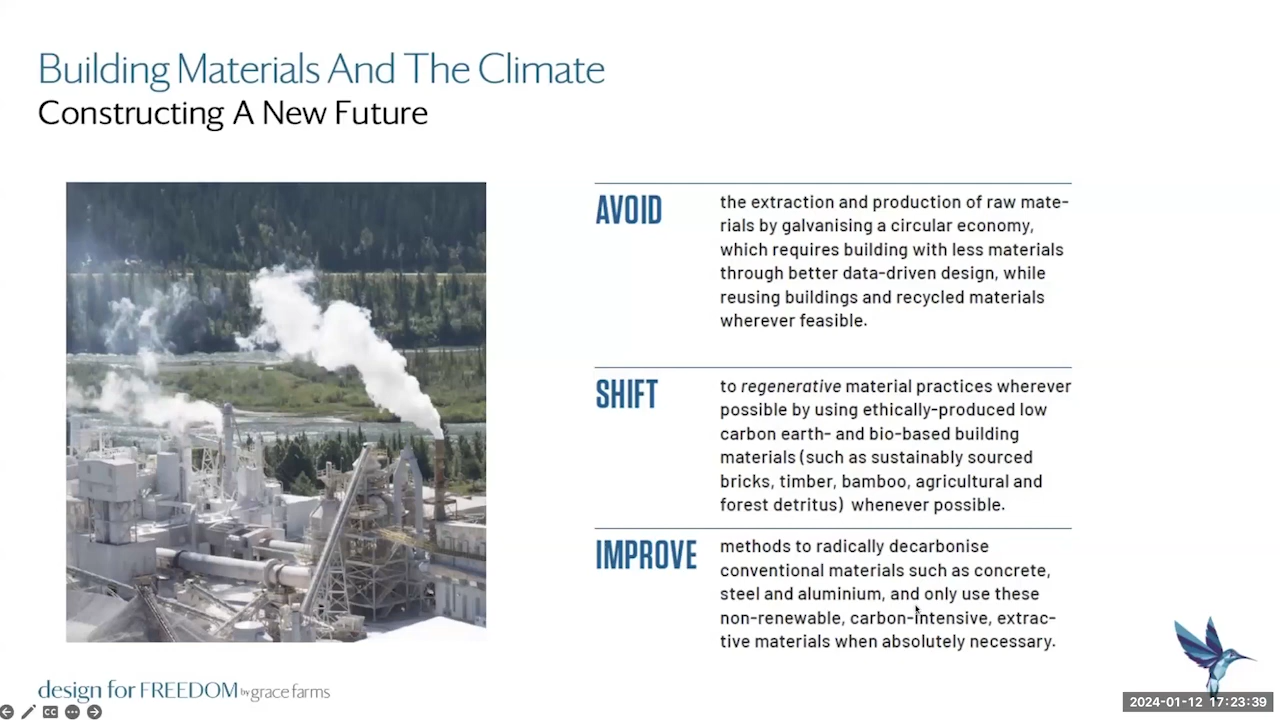 Building Materials And The Climate
Constructing A New Future
AVOID
the extraction and production of raw mate-
rials by galvanising a circular economy,
which requires building with less materials
through better data-driven design, while
reusing buildings and recycled materials
wherever feasible.
SHIFT
to regenerative material practices wherever
possible by using ethically-produced low
carbon earth- and bio-based building
materials (such as sustainably sourced
bricks, timber, bamboo, agricultural and
forest detritus)  whenever possible.
IMPROVE
methods to radically decarbonise
conventional materials such as concrete,
steel and aluminium, and only use these
non-renewable, carbon-intensive, extrac-
tive materials when absolutely necessary.
design for FREEDOM by grace farms
CC
2024-01-12 17:23:39